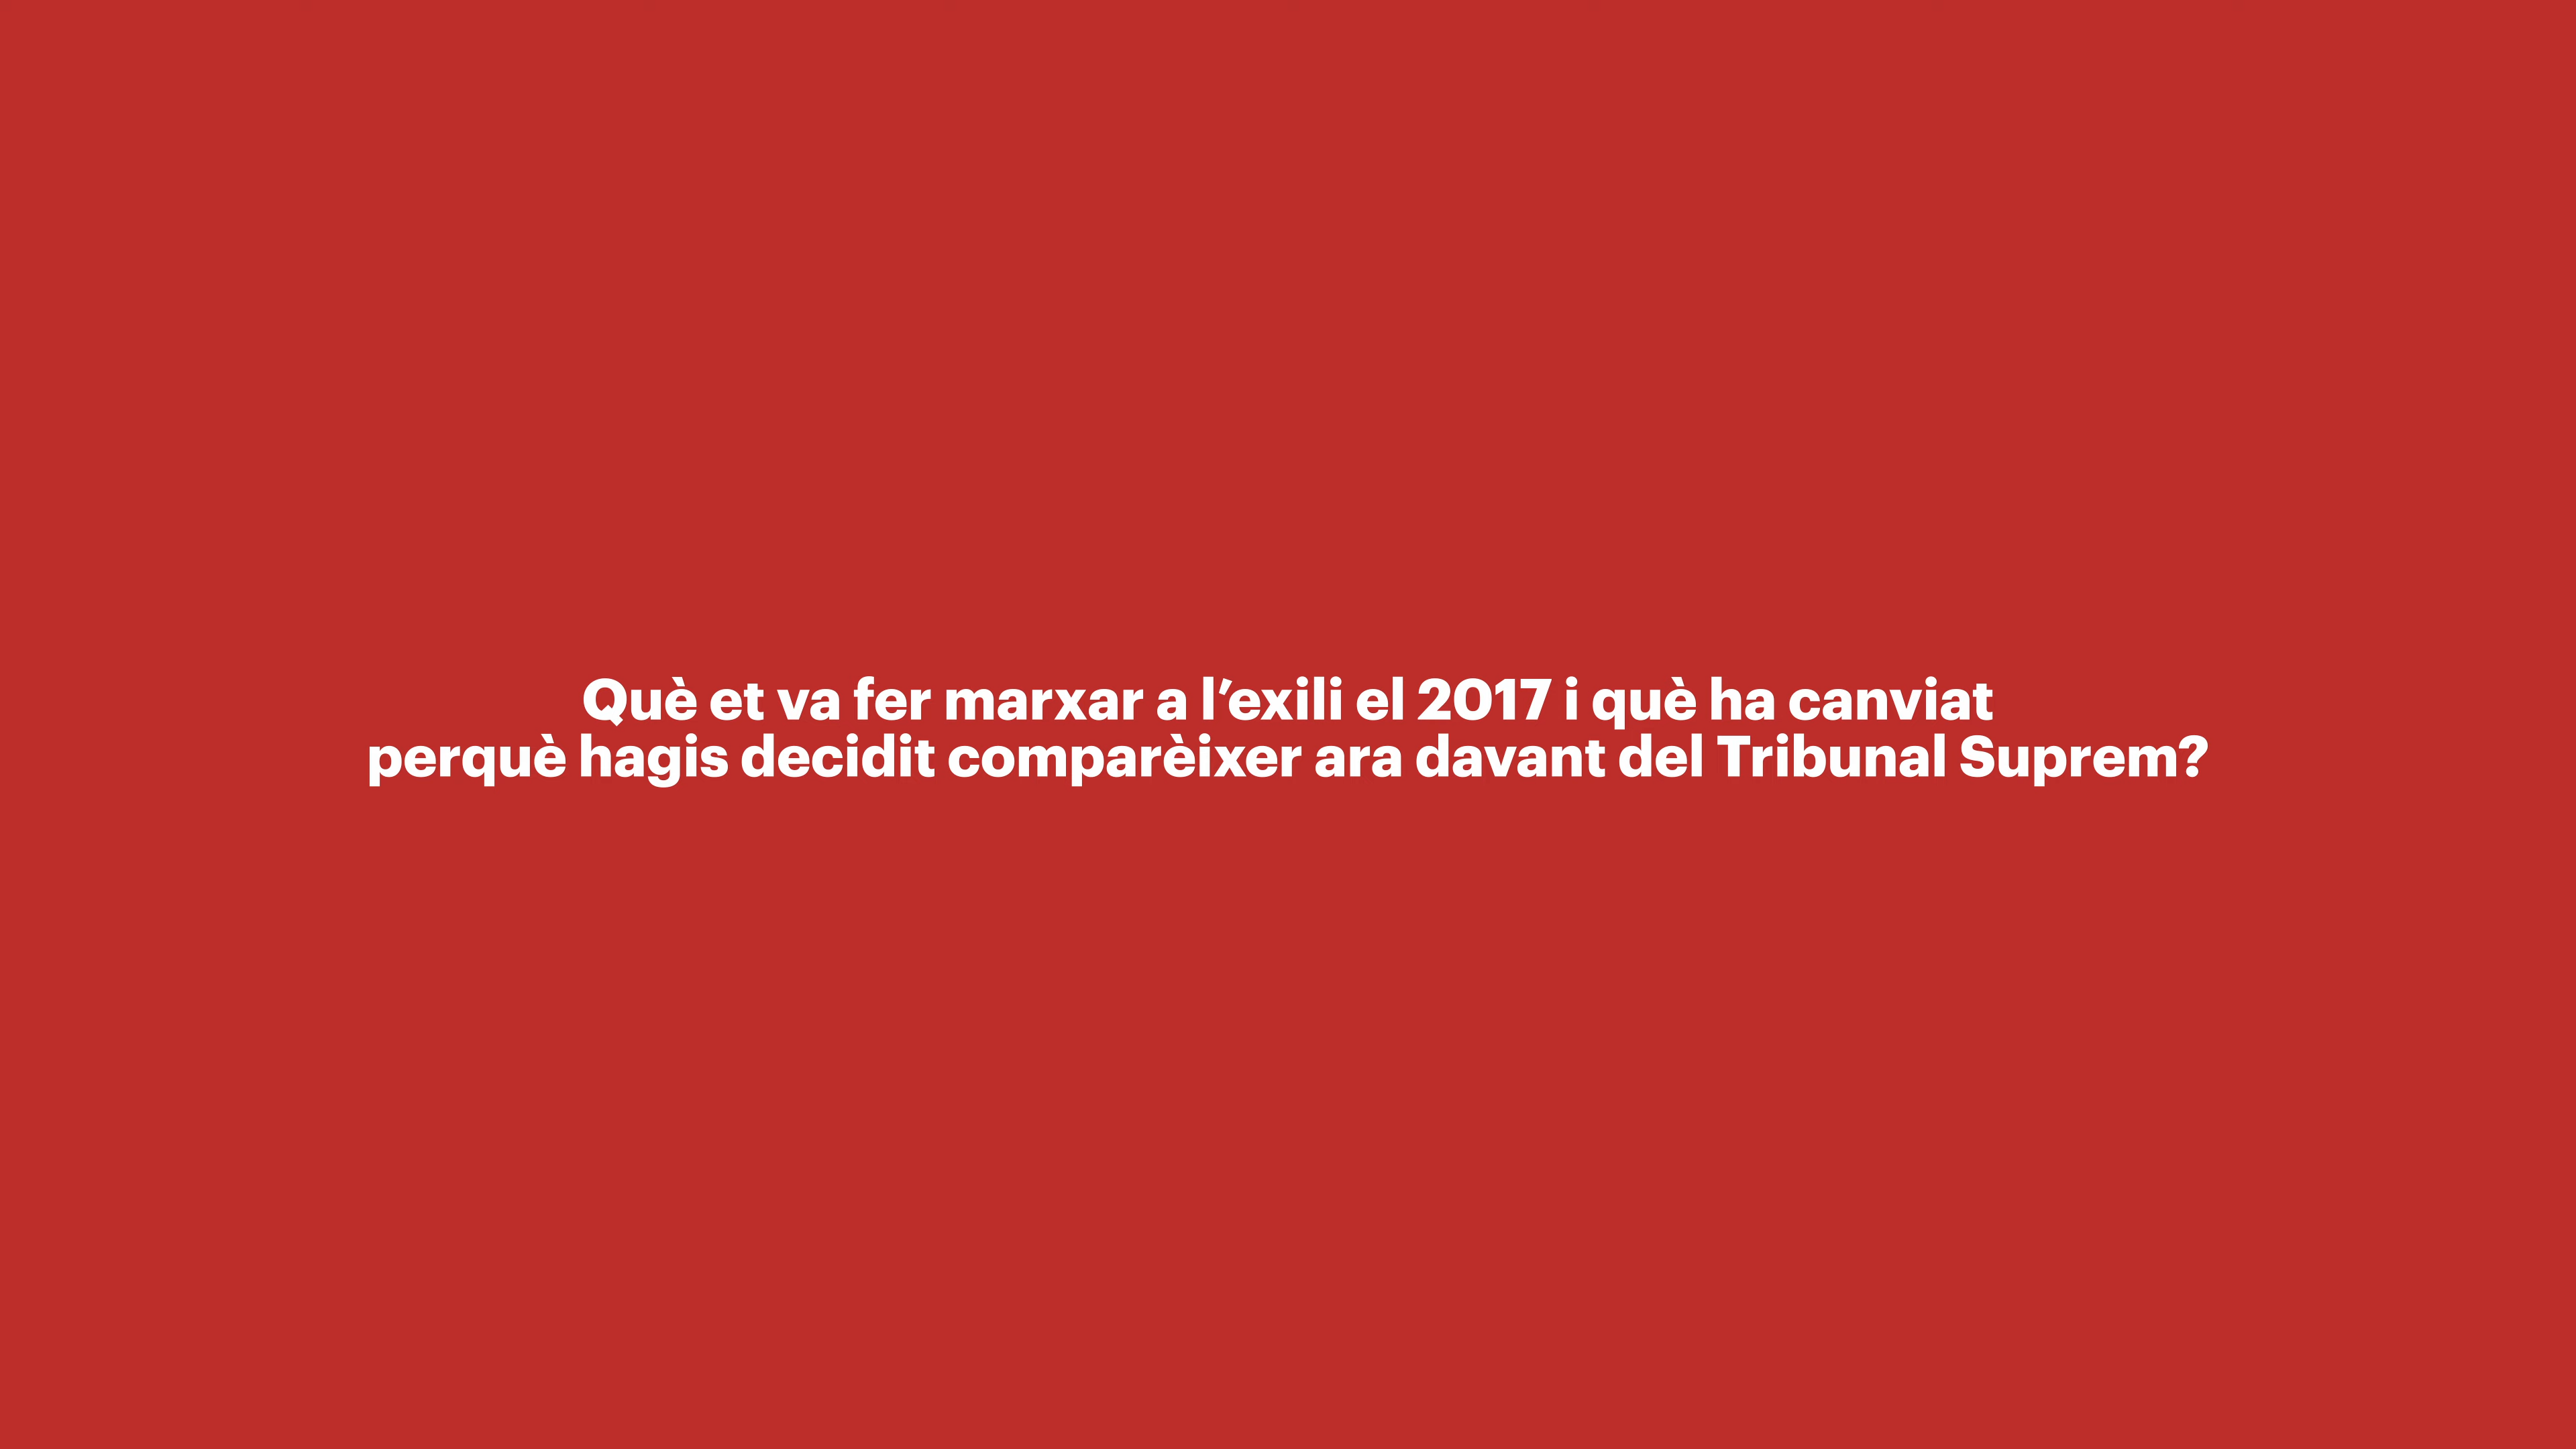 Què et va fer marxar a l’exili el 2017 i què ha canviat
perquè hagis decidit comparèixer ara davant del Tribunal Suprem?